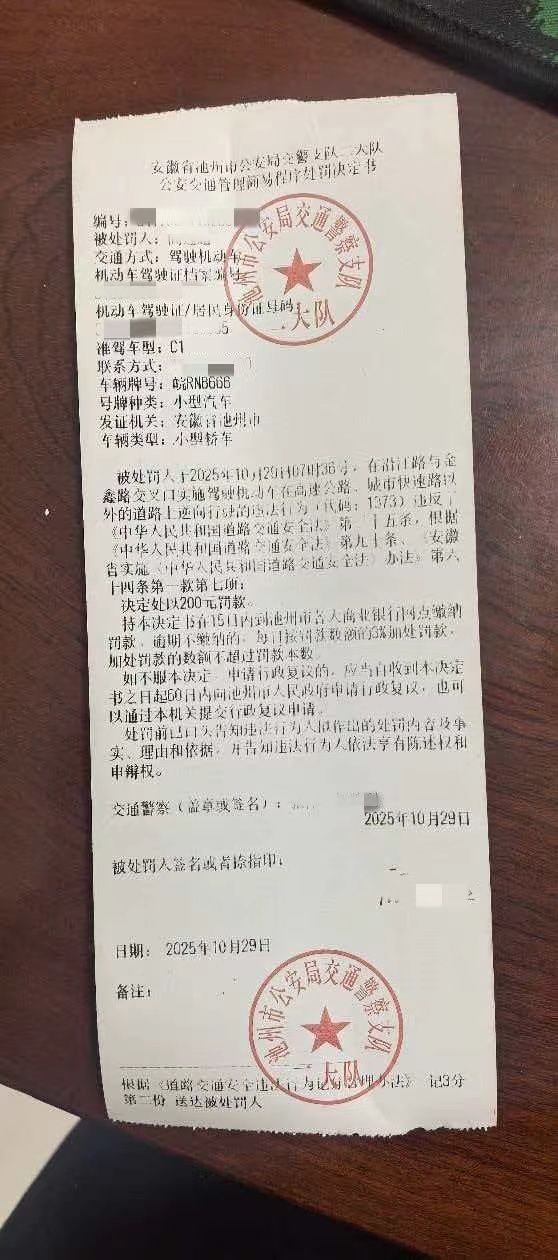 安徽省池州市公安局交警支队二大队
公安交通管理简易程序处罚决定书
编号:
被处罚人:
交通方式: 驾驶机动车
机动车驾驶证档案编号
机动车驾驶证/居民身份证号码
准驾车型: C1
联系方式:
车辆牌号: 皖RN8666
号牌种类: 小型汽车
发证机关: 安徽省池州市
车辆类型: 小型轿车
被处罚人于2025年10月29日07时36分, 在沿江路与金
鑫路交叉口实施驾驶机动车在高速公路、城市快速路以
外的道路上逆向行驶的违法行为(代码: 1373) 违反了
《中华人民共和国道路交通安全法》第三十五条, 根据
《中华人民共和国道路交通安全法》第九十条、《安徽
省实施《中华人民共和国道路交通安全法》办法》第六
十四条第一款第七项;
决定处以200元罚款。
持本决定书在15日内到池州市各大商业银行网点缴纳
罚款。逾期不缴纳的, 每日按罚款数额的3%加处罚款,
加处罚款的数额不超过罚款本数。
如不服本决定, 申请行政复议的, 应当自收到本决定
书之日起60日内向池州市人民政府申请行政复议, 也可
以通过本机关提交行政复议申请。
处罚前已口头告知违法行为人拟作出的处罚内容及事
实、理由和依据, 并告知违法行为人依法享有陈述权和
申辩权。
交通警察(盖章或签名):
2025年10月29日
被处罚人签名或者捺指印:
日期: 2025年10月29日
备注:
根据《道路交通安全违法行为记分管理办法》 记3分
第二份 送达被处罚人
池州市公安局交通警察支队
二大队
池州市公安局交通警察支队
大队